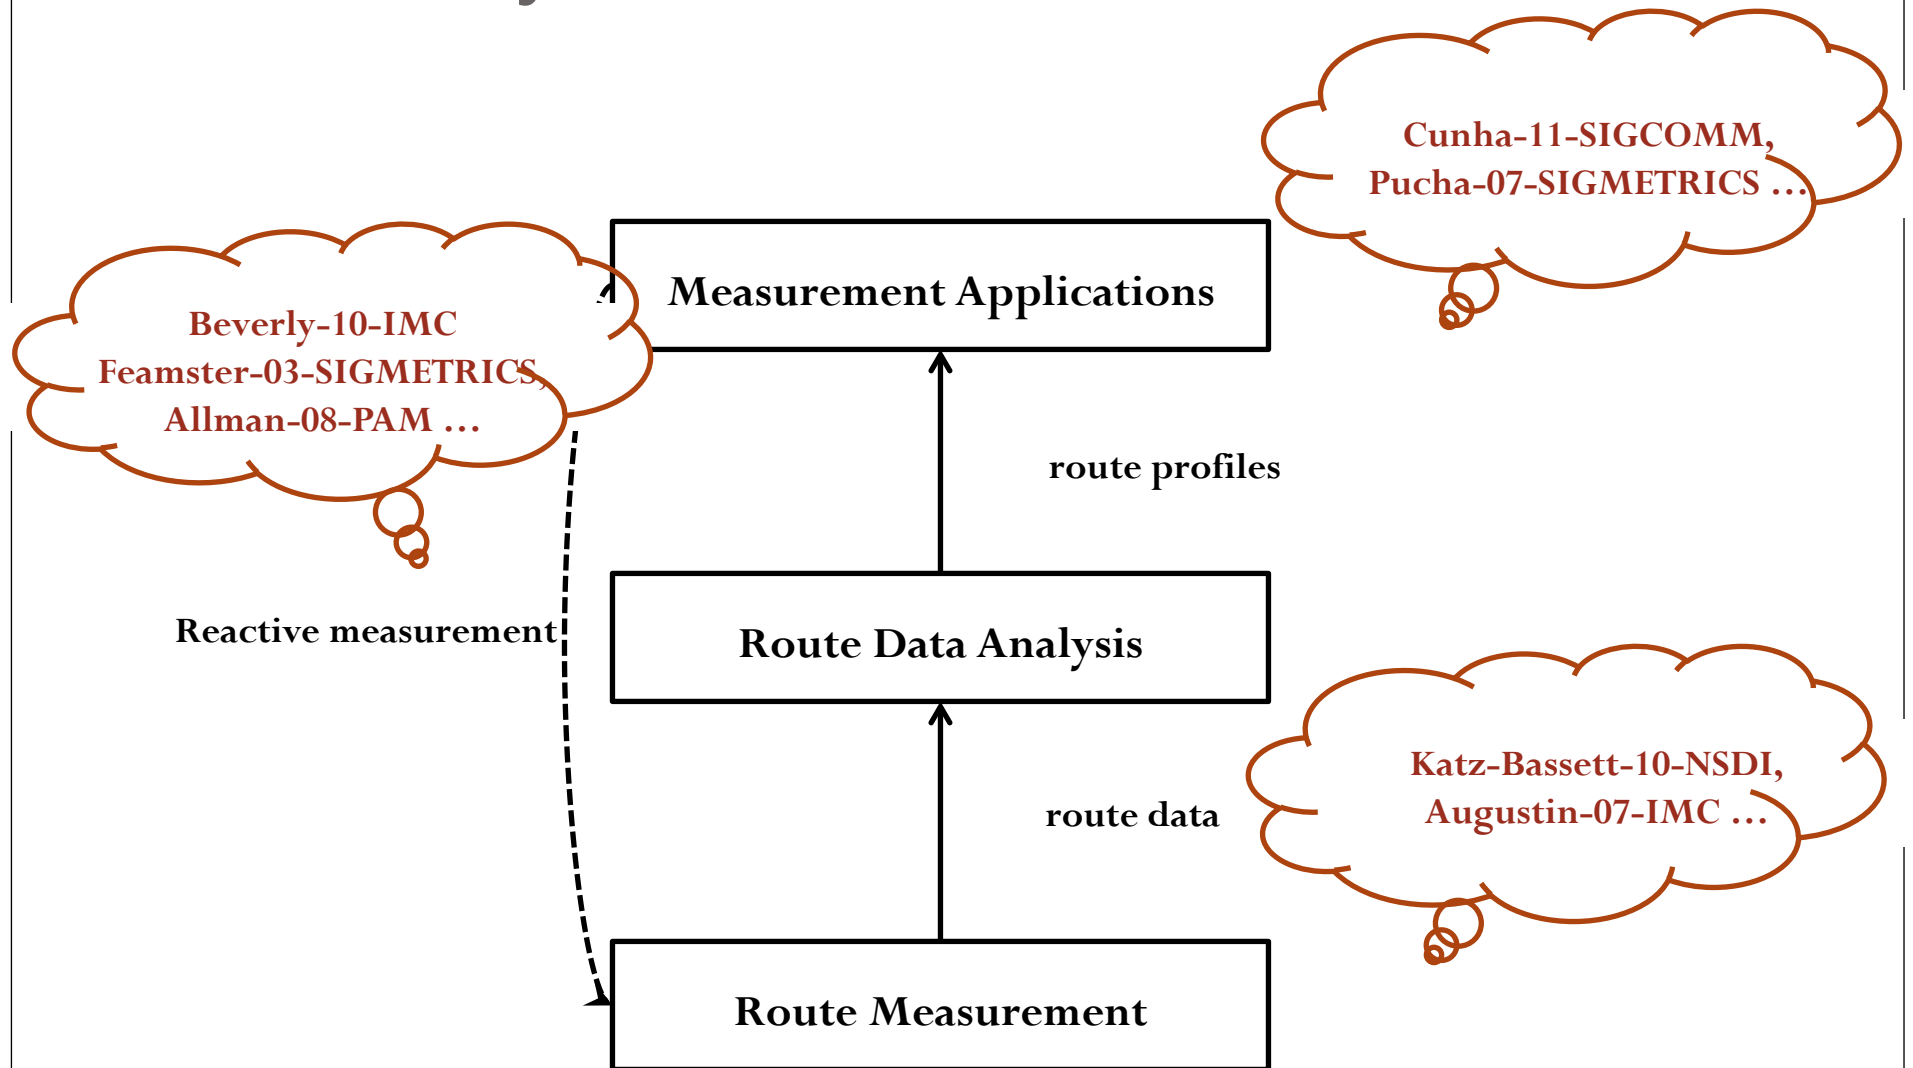 Cunha-11-SIGCOMM,
Pucha-07-SIGMETRICS …
Measurement Applications
Beverly-10-IMC
Feamster-03-SIGMETRICS,
Allman-08-PAM …
route profiles
Reactive measurement
Route Data Analysis
Katz-Bassett-10-NSDI,
Augustin-07-IMC …
route data
Route Measurement